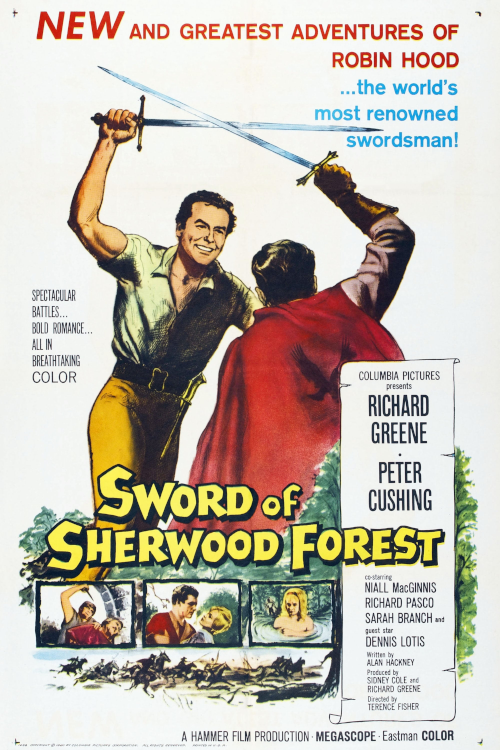 NEW AND GREATEST ADVENTURES OF
ROBIN HOOD
...the world's
most renowned
swordsman!
SPECTACULAR
BATTLES...
BOLD ROMANCE...
ALL IN
BREATHTAKING
COLOR
COLUMBIA PICTURES
presents
RICHARD
GREENE
·
PETER
CUSHING
SWORD OF
SHERWOOD FOREST
co-starring
NIALL MacGINNIS
RICHARD PASCO
SARAH BRANCH and
guest star
DENNIS LOTIS
Written by
ALAN HACKNEY
Produced by
SIDNEY COLE and
RICHARD GREENE
Directed by
TERENCE FISHER
A HAMMER FILM PRODUCTION · MEGASCOPE · Eastman COLOR